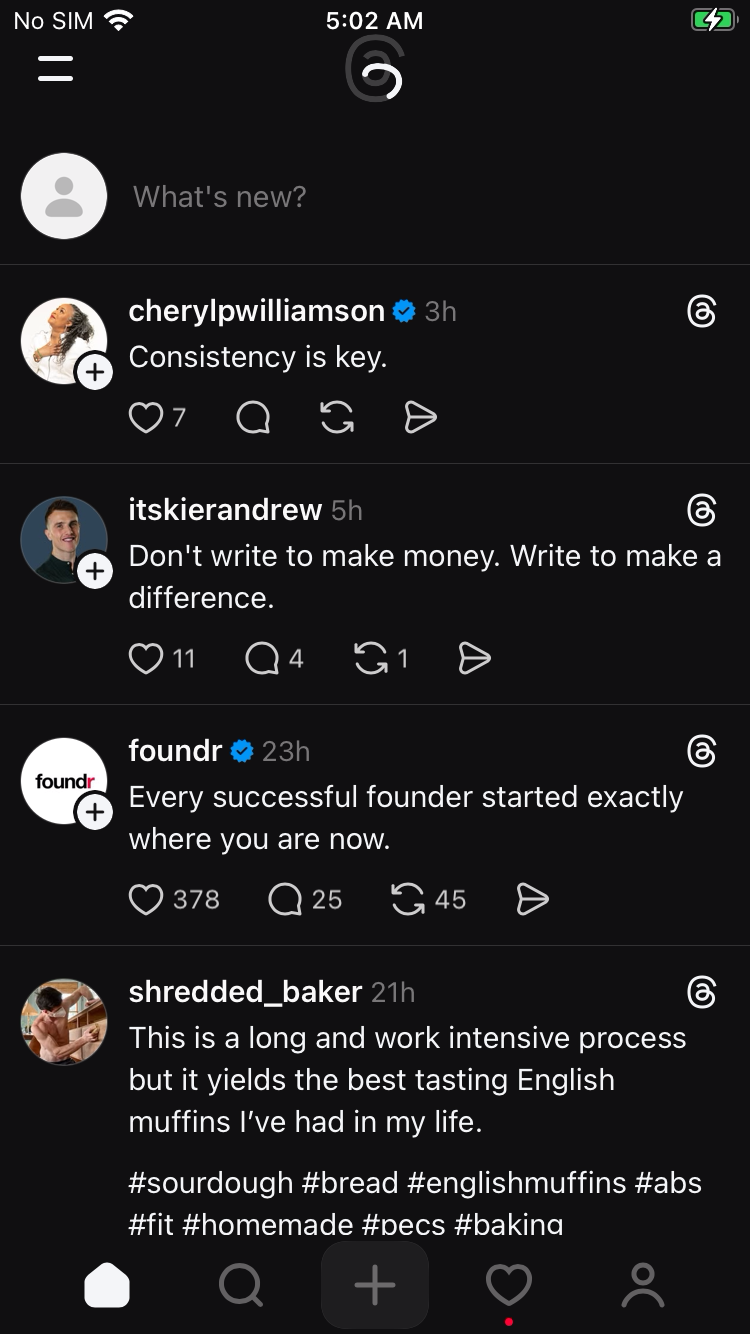 No SIM 5:02 AM
What's new?
cherylpwilliamson 3h
Consistency is key.
7
itskierandrew 5h
Don't write to make money. Write to make a
difference.
11 4 1
foundr
foundr 23h
Every successful founder started exactly
where you are now.
378 25 45
shredded_baker 21h
This is a long and work intensive process
but it yields the best tasting English
muffins I’ve had in my life.
#sourdough #bread #englishmuffins #abs
#fit #homemade #pecs #baking